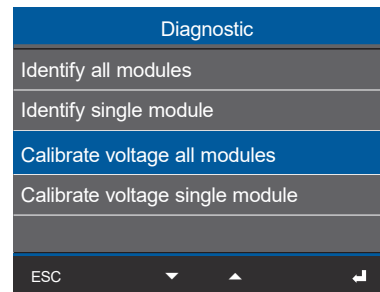 Diagnostic
Identify all modules
Identify single module
Calibrate voltage all modules
Calibrate voltage single module
ESC